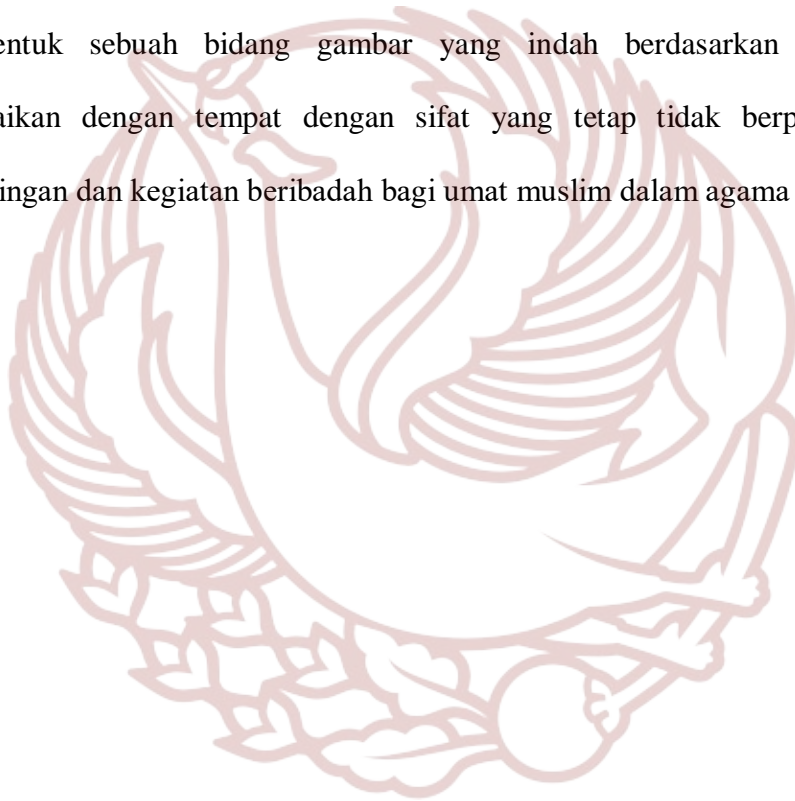 entuk sebuah bidang gambar yang indah berdasarkan
aikan dengan tempat dengan sifat yang tetap tidak berp
ingan dan kegiatan beribadah bagi umat muslim dalam agama